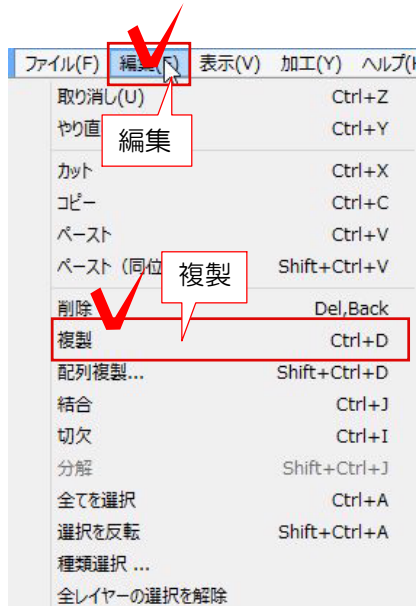 ファイル(F) 編集(E) 表示(V) 加工(Y) ヘルプ(H
取り消し(U) Ctrl+Z
やり直 Ctrl+Y
編集
カット Ctrl+X
コピー Ctrl+C
ペースト Ctrl+V
ペースト (同位 Shift+Ctrl+V
複製
削除 Del,Back
複製 Ctrl+D
配列複製... Shift+Ctrl+D
結合 Ctrl+J
切欠 Ctrl+I
分解 Shift+Ctrl+J
全てを選択 Ctrl+A
選択を反転 Shift+Ctrl+A
種類選択 ...
全レイヤーの選択を解除